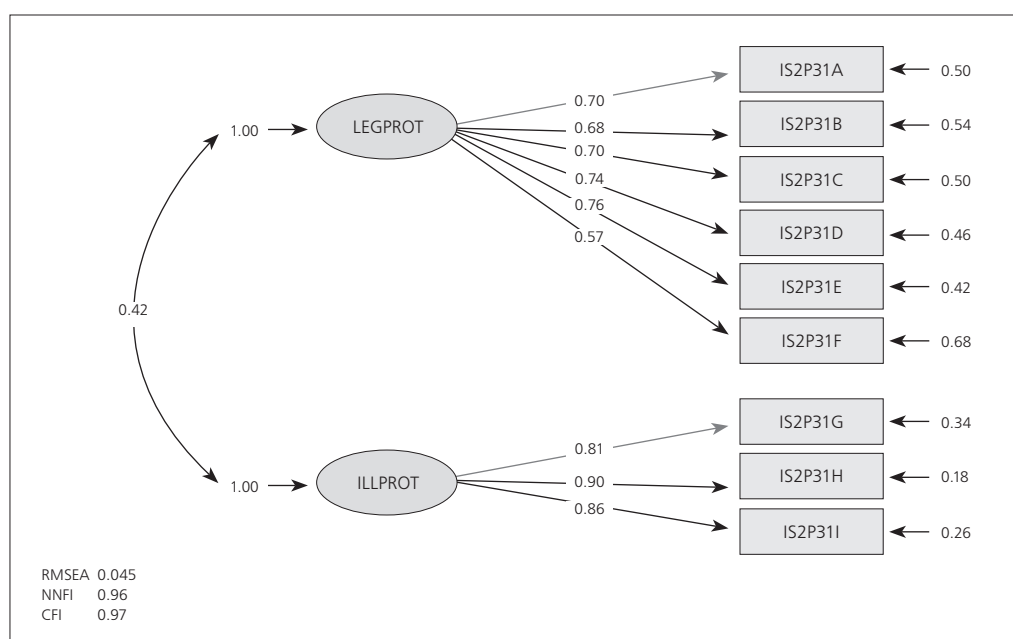 IS2P31A
0.50
0.70
1.00
LEGPROT
0.68
IS2P31B
0.54
0.70
IS2P31C
0.50
0.74
0.76
IS2P31D
0.46
0.57
IS2P31E
0.42
0.42
IS2P31F
0.68
IS2P31G
0.34
0.81
1.00
ILLPROT
0.90
IS2P31H
0.18
0.86
IS2P31I
0.26
RMSEA 0.045
NNFI 0.96
CFI 0.97